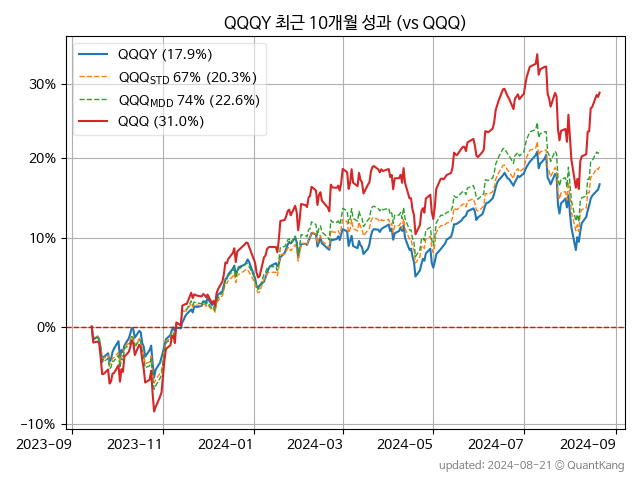 QQQY 최근 10개월 성과 (vs QQQ)
QQQY (17.9%)
QQQSTD 67% (20.3%)
QQQMDD 74% (22.6%)
QQQ (31.0%)
30%
20%
10%
0%
−10%
2023−09 2023−11 2024−01 2024−03 2024−05 2024−07 2024−09
updated: 2024−08−21 © QuantKang